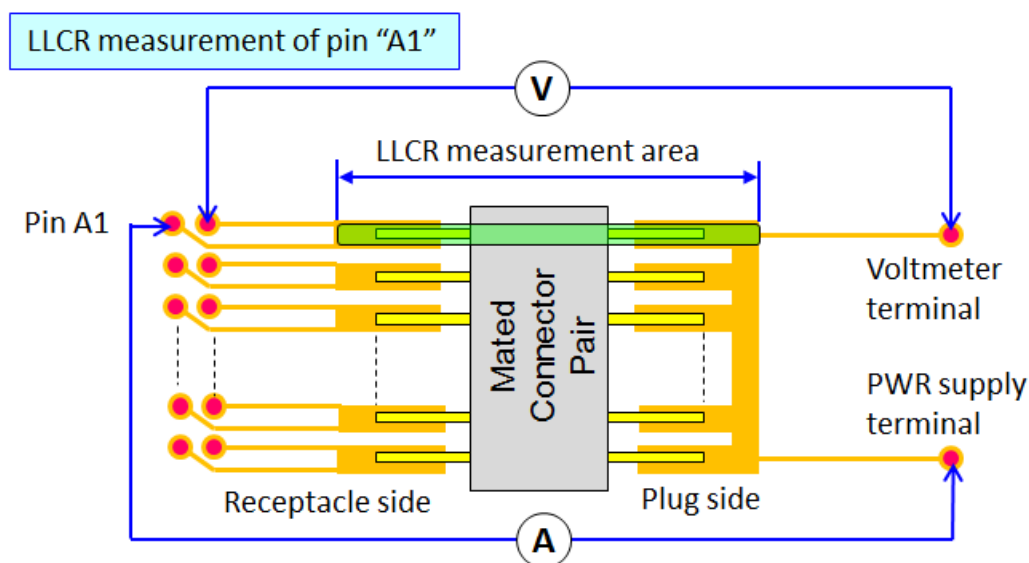 LLCR measurement of pin “A1”
V
LLCR measurement area
Pin A1
Mated
Connector
Pair
Voltmeter
terminal
PWR supply
terminal
Receptacle side
Plug side
A